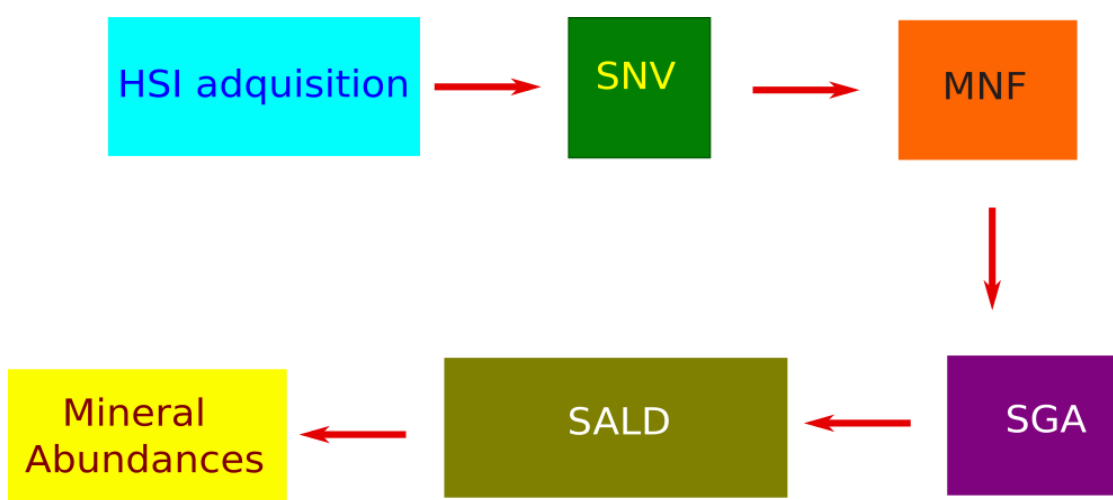 HSI adquisition
SNV
MNF
SGA
SALD
Mineral
Abundances